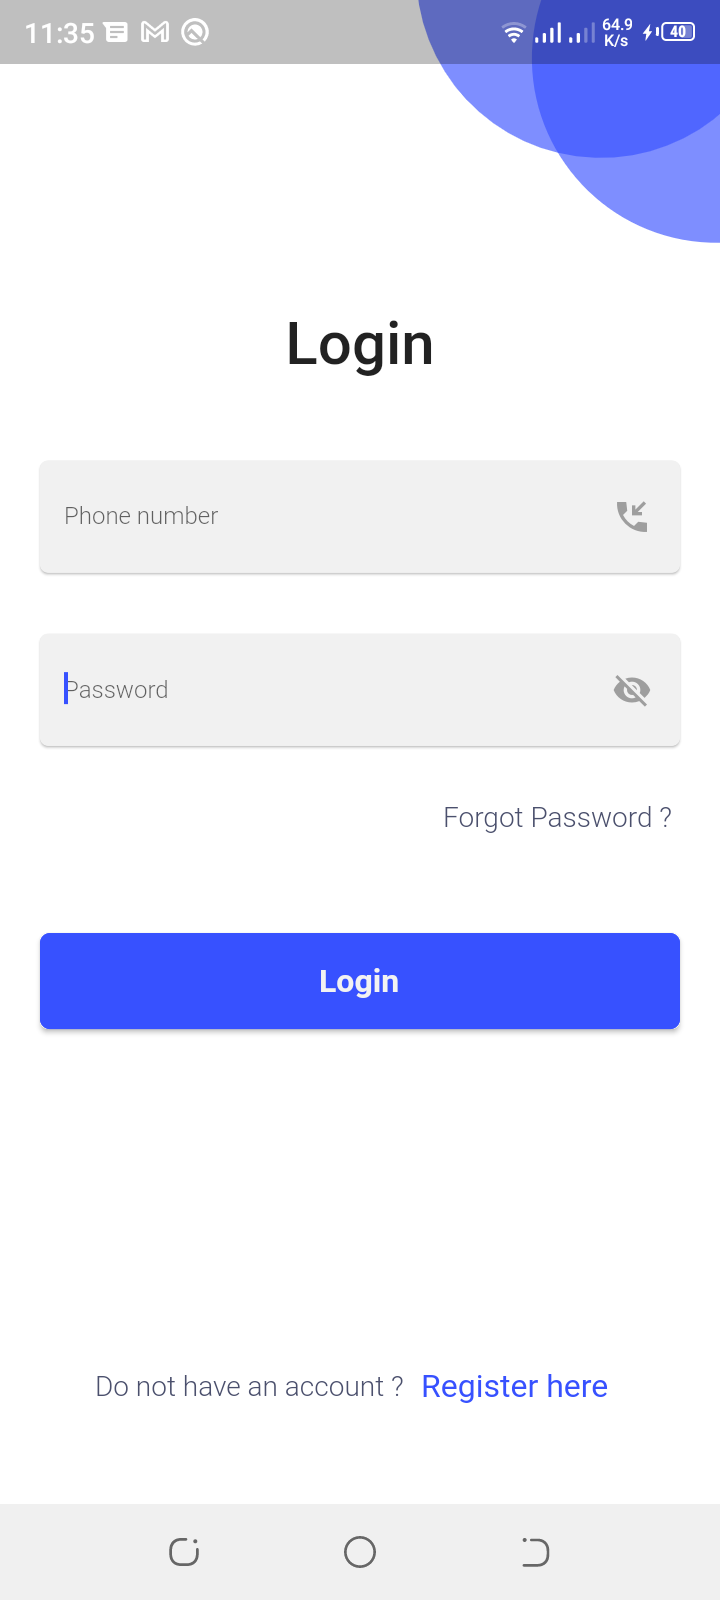 11:35
64.9
K/s
40
Login
Phone number
Password
Forgot Password ?
Login
Do not have an account ? Register here